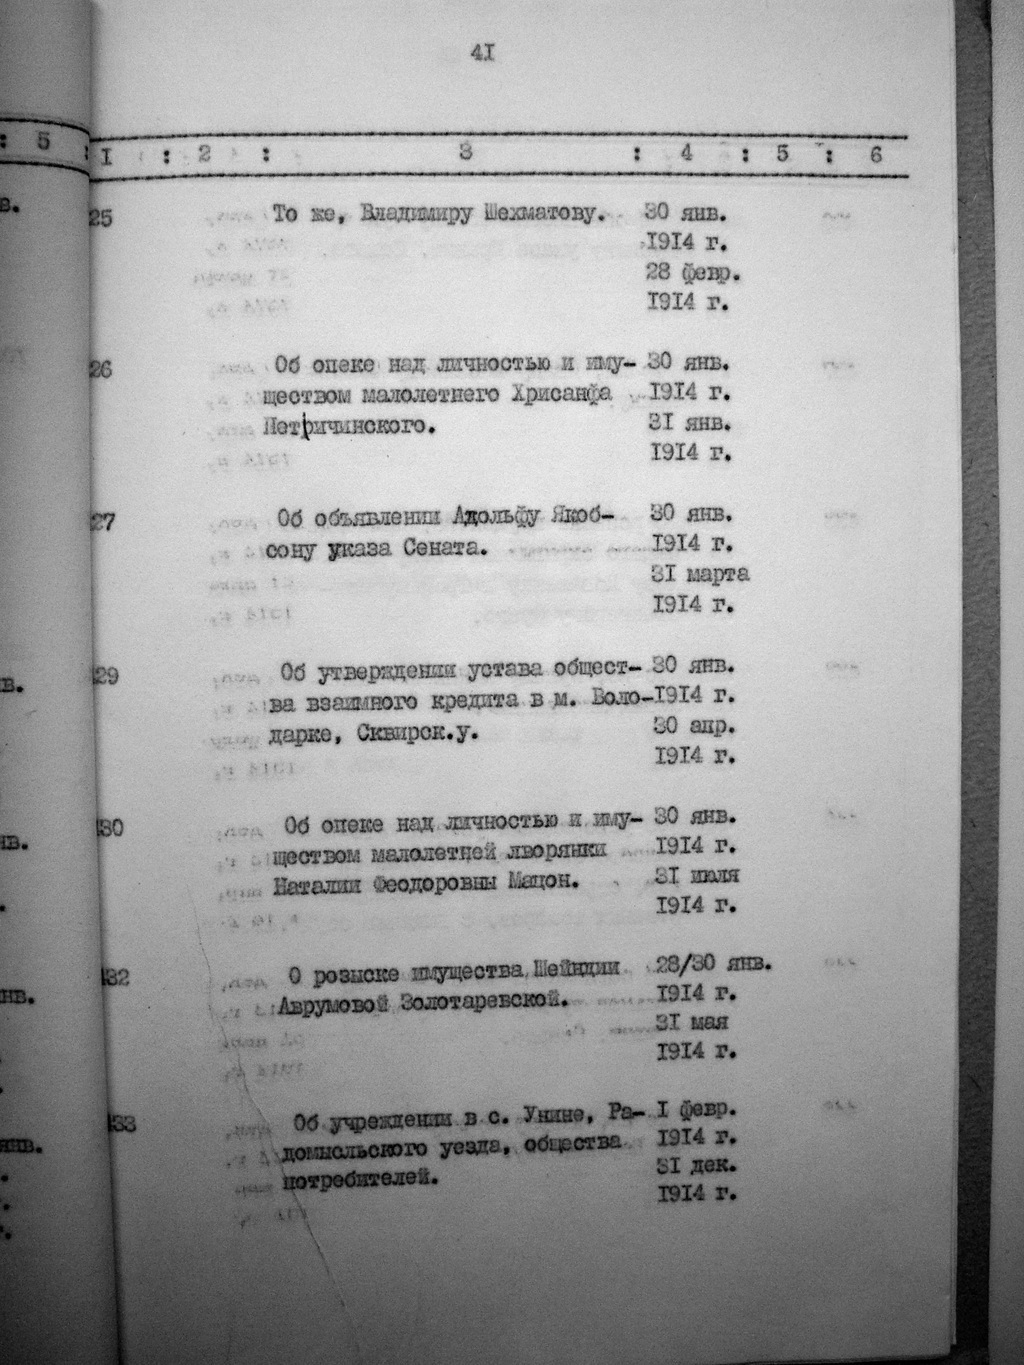 41
: 5 :
I : 2 : 3 : 4 : 5 : 6
в.
25 То же, Владимиру Шехматову. 30 янв.
1914 г.
28 февр.
1914 г.
26 Об опеке над личностью и иму- 30 янв.
ществом малолетнего Хрисанфа 1914 г.
Петричинского. 31 янв.
1914 г.
27 Об объявлении Адольфу Якоб- 30 янв.
сону указа Сената. 1914 г.
31 марта
1914 г.
29 Об утверждении устава общест- 30 янв.
ва взаимного кредита в м. Воло- 1914 г.
дарке, Сквирск.у. 30 апр.
1914 г.
30 Об опеке над личностью и иму- 30 янв.
ществом малолетней дворянки 1914 г.
Наталии Феодоровны Мацон. 31 июля
1914 г.
32 О розыске имущества Шейндии 28/30 янв.
Аврумовой Золотаревской. 1914 г.
31 мая
1914 г.
33 Об учреждении в с. Унине, Ра- I февр.
домысльского уезда, общества 1914 г.
потребителей. 31 дек.
1914 г.